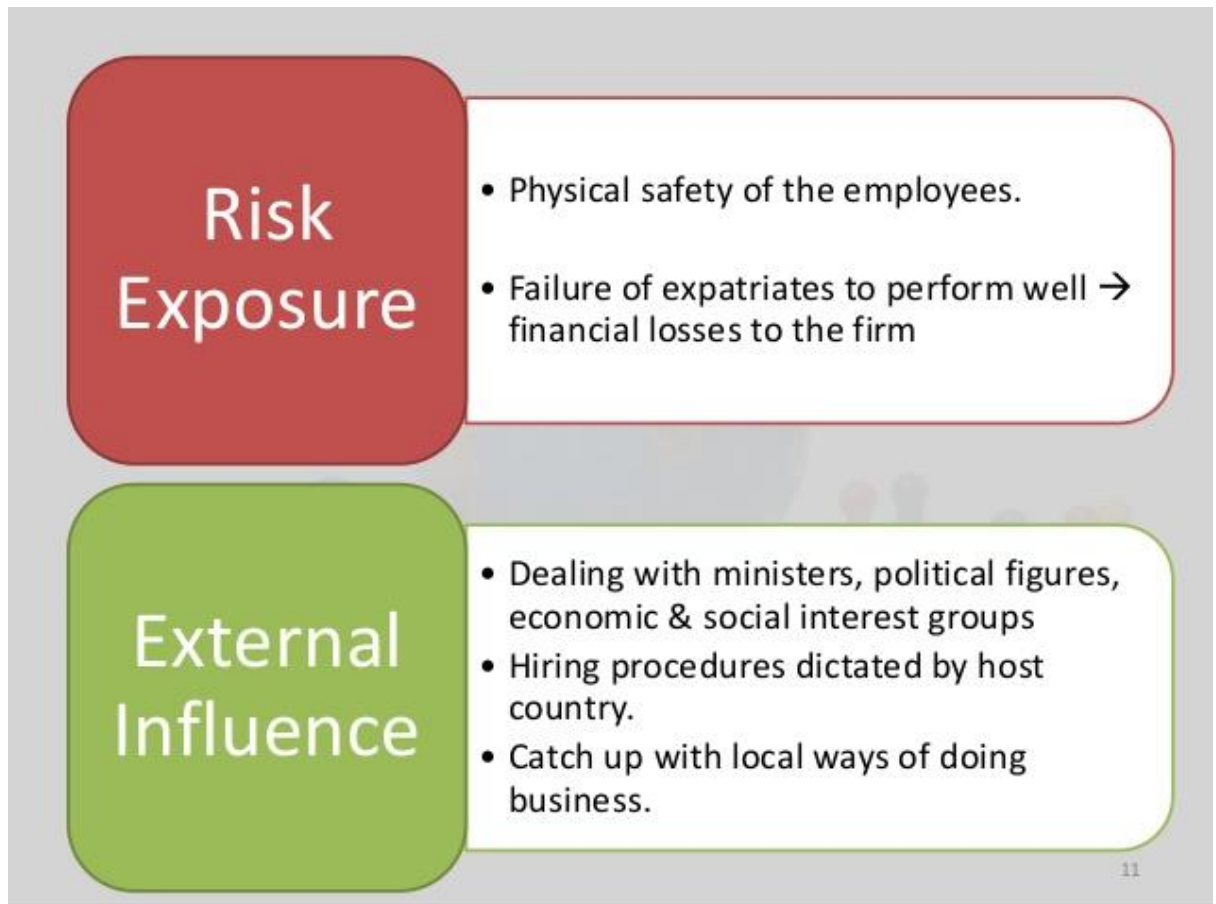 Risk
Exposure
• Physical safety of the employees.
• Failure of expatriates to perform well →
financial losses to the firm
External
Influence
• Dealing with ministers, political figures,
economic & social interest groups
• Hiring procedures dictated by host
country.
• Catch up with local ways of doing
business.
11